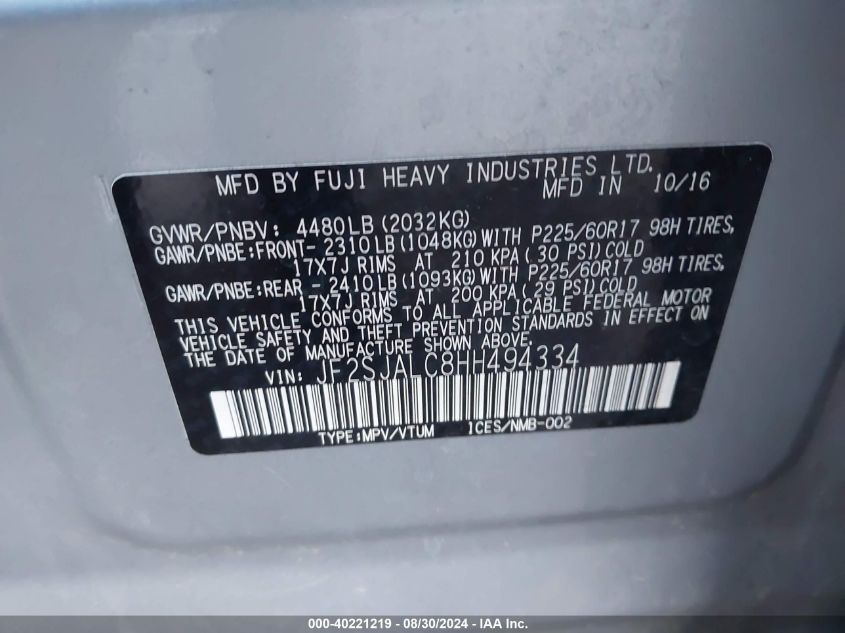 MFD BY FUJI HEAVY INDUSTRIES LTD.
MFD IN 10/16
GVWR/PNBV: 4480LB(2032KG)
GAWR/PNBE:FRONT- 2310LB(1048KG)WITH P225/60R17 98H TIRES,
17X7J RIMS AT 210 KPA( 30 PSI)COLD
GAWR/PNBE:REAR - 2410LB(1093KG)WITH P225/60R17 98H TIRES,
17X7J RIMS AT 200 KPA( 29 PSI)COLD
THIS VEHICLE CONFORMS TO ALL APPLICABLE FEDERAL MOTOR
VEHICLE SAFETY AND THEFT PREVENTION STANDARDS IN EFFECT ON
THE DATE OF MANUFACTURE SHOWN ABOVE.
VIN: JF2SJALC8HH494334
TYPE:MPV/VTUM 1CES/NMB-002
000-40221219 - 08/30/2024 - IAA Inc.